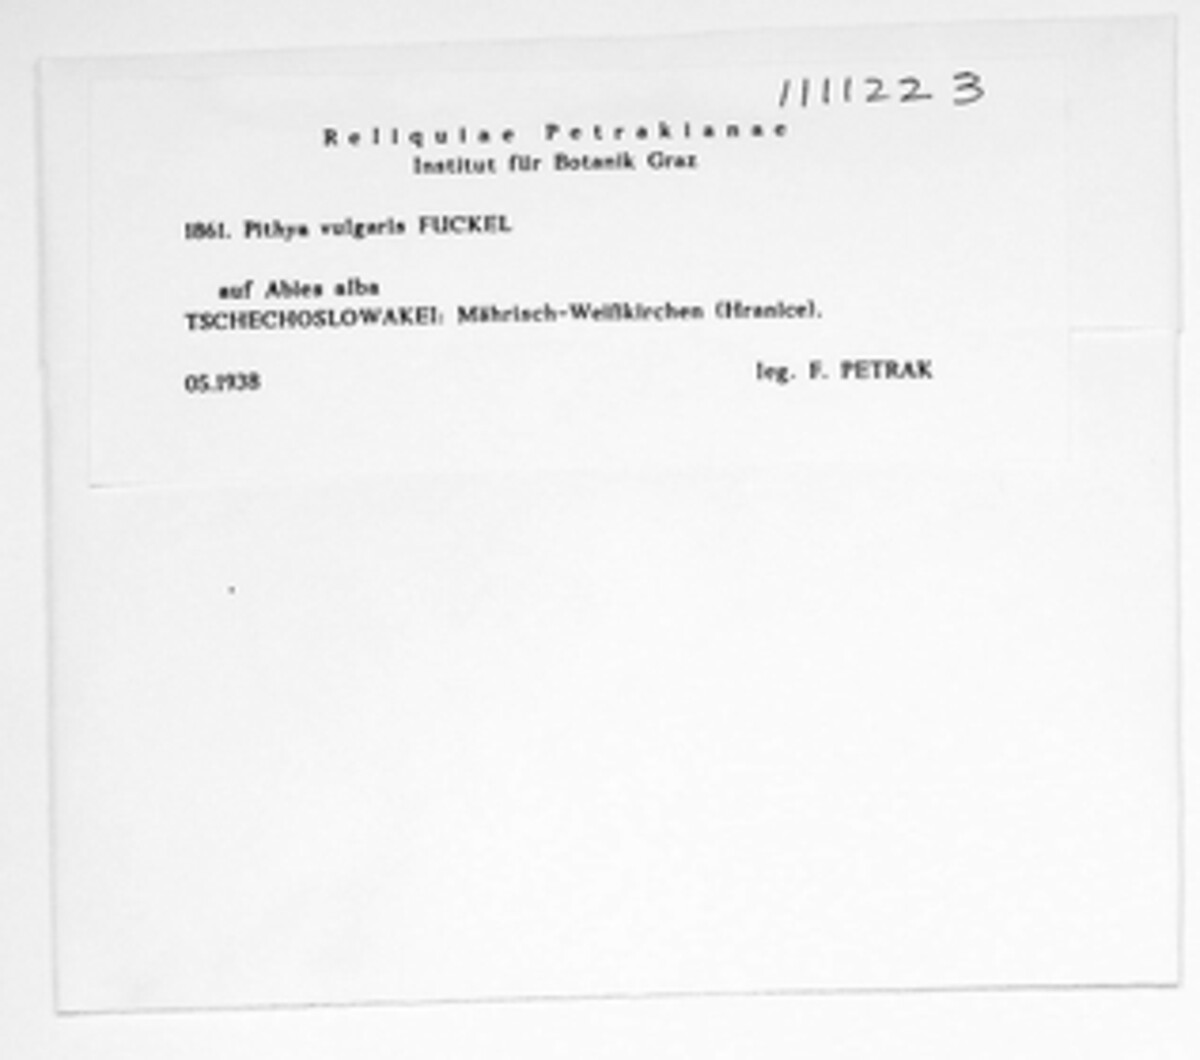 1111223
Reliquiae Petrakianae
Institut für Botanik Graz
1861. Pithya vulgaris FUCKEL
auf Abies alba
TSCHECHOSLOWAKEI: Mährisch-Weißkirchen (Hranice).
05.1938 leg. F. PETRAK